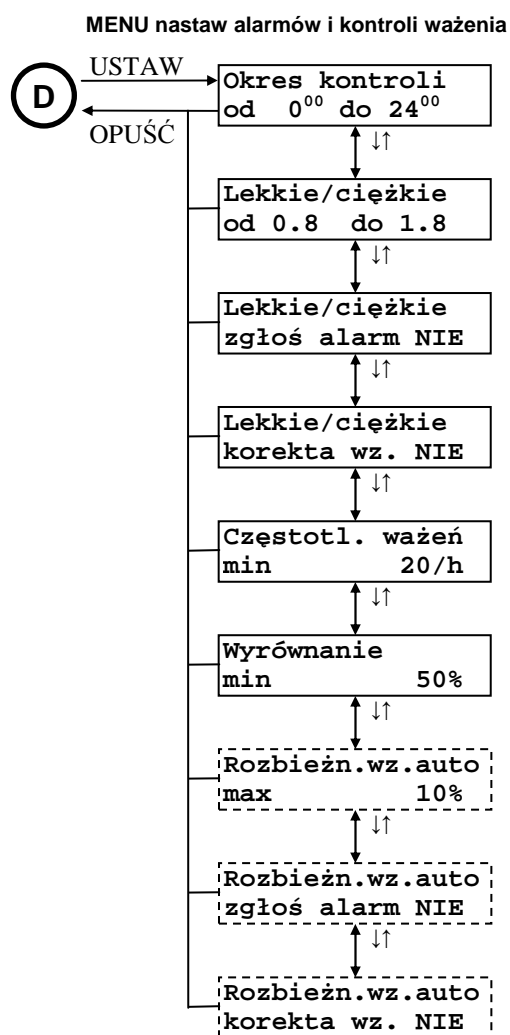 MENU nastaw alarmów i kontroli ważenia
USTAW
D
OPUŚĆ
Okres kontroli
od 0⁰⁰ do 24⁰⁰
↓↑
Lekkie/ciężkie
od 0.8 do 1.8
↓↑
Lekkie/ciężkie
zgłoś alarm NIE
↓↑
Lekkie/ciężkie
korekta wz. NIE
↓↑
Częstotl. ważeń
min 20/h
↓↑
Wyrównanie
min 50%
↓↑
Rozbieżn.wz.auto
max 10%
↓↑
Rozbieżn.wz.auto
zgłoś alarm NIE
↓↑
Rozbieżn.wz.auto
korekta wz. NIE